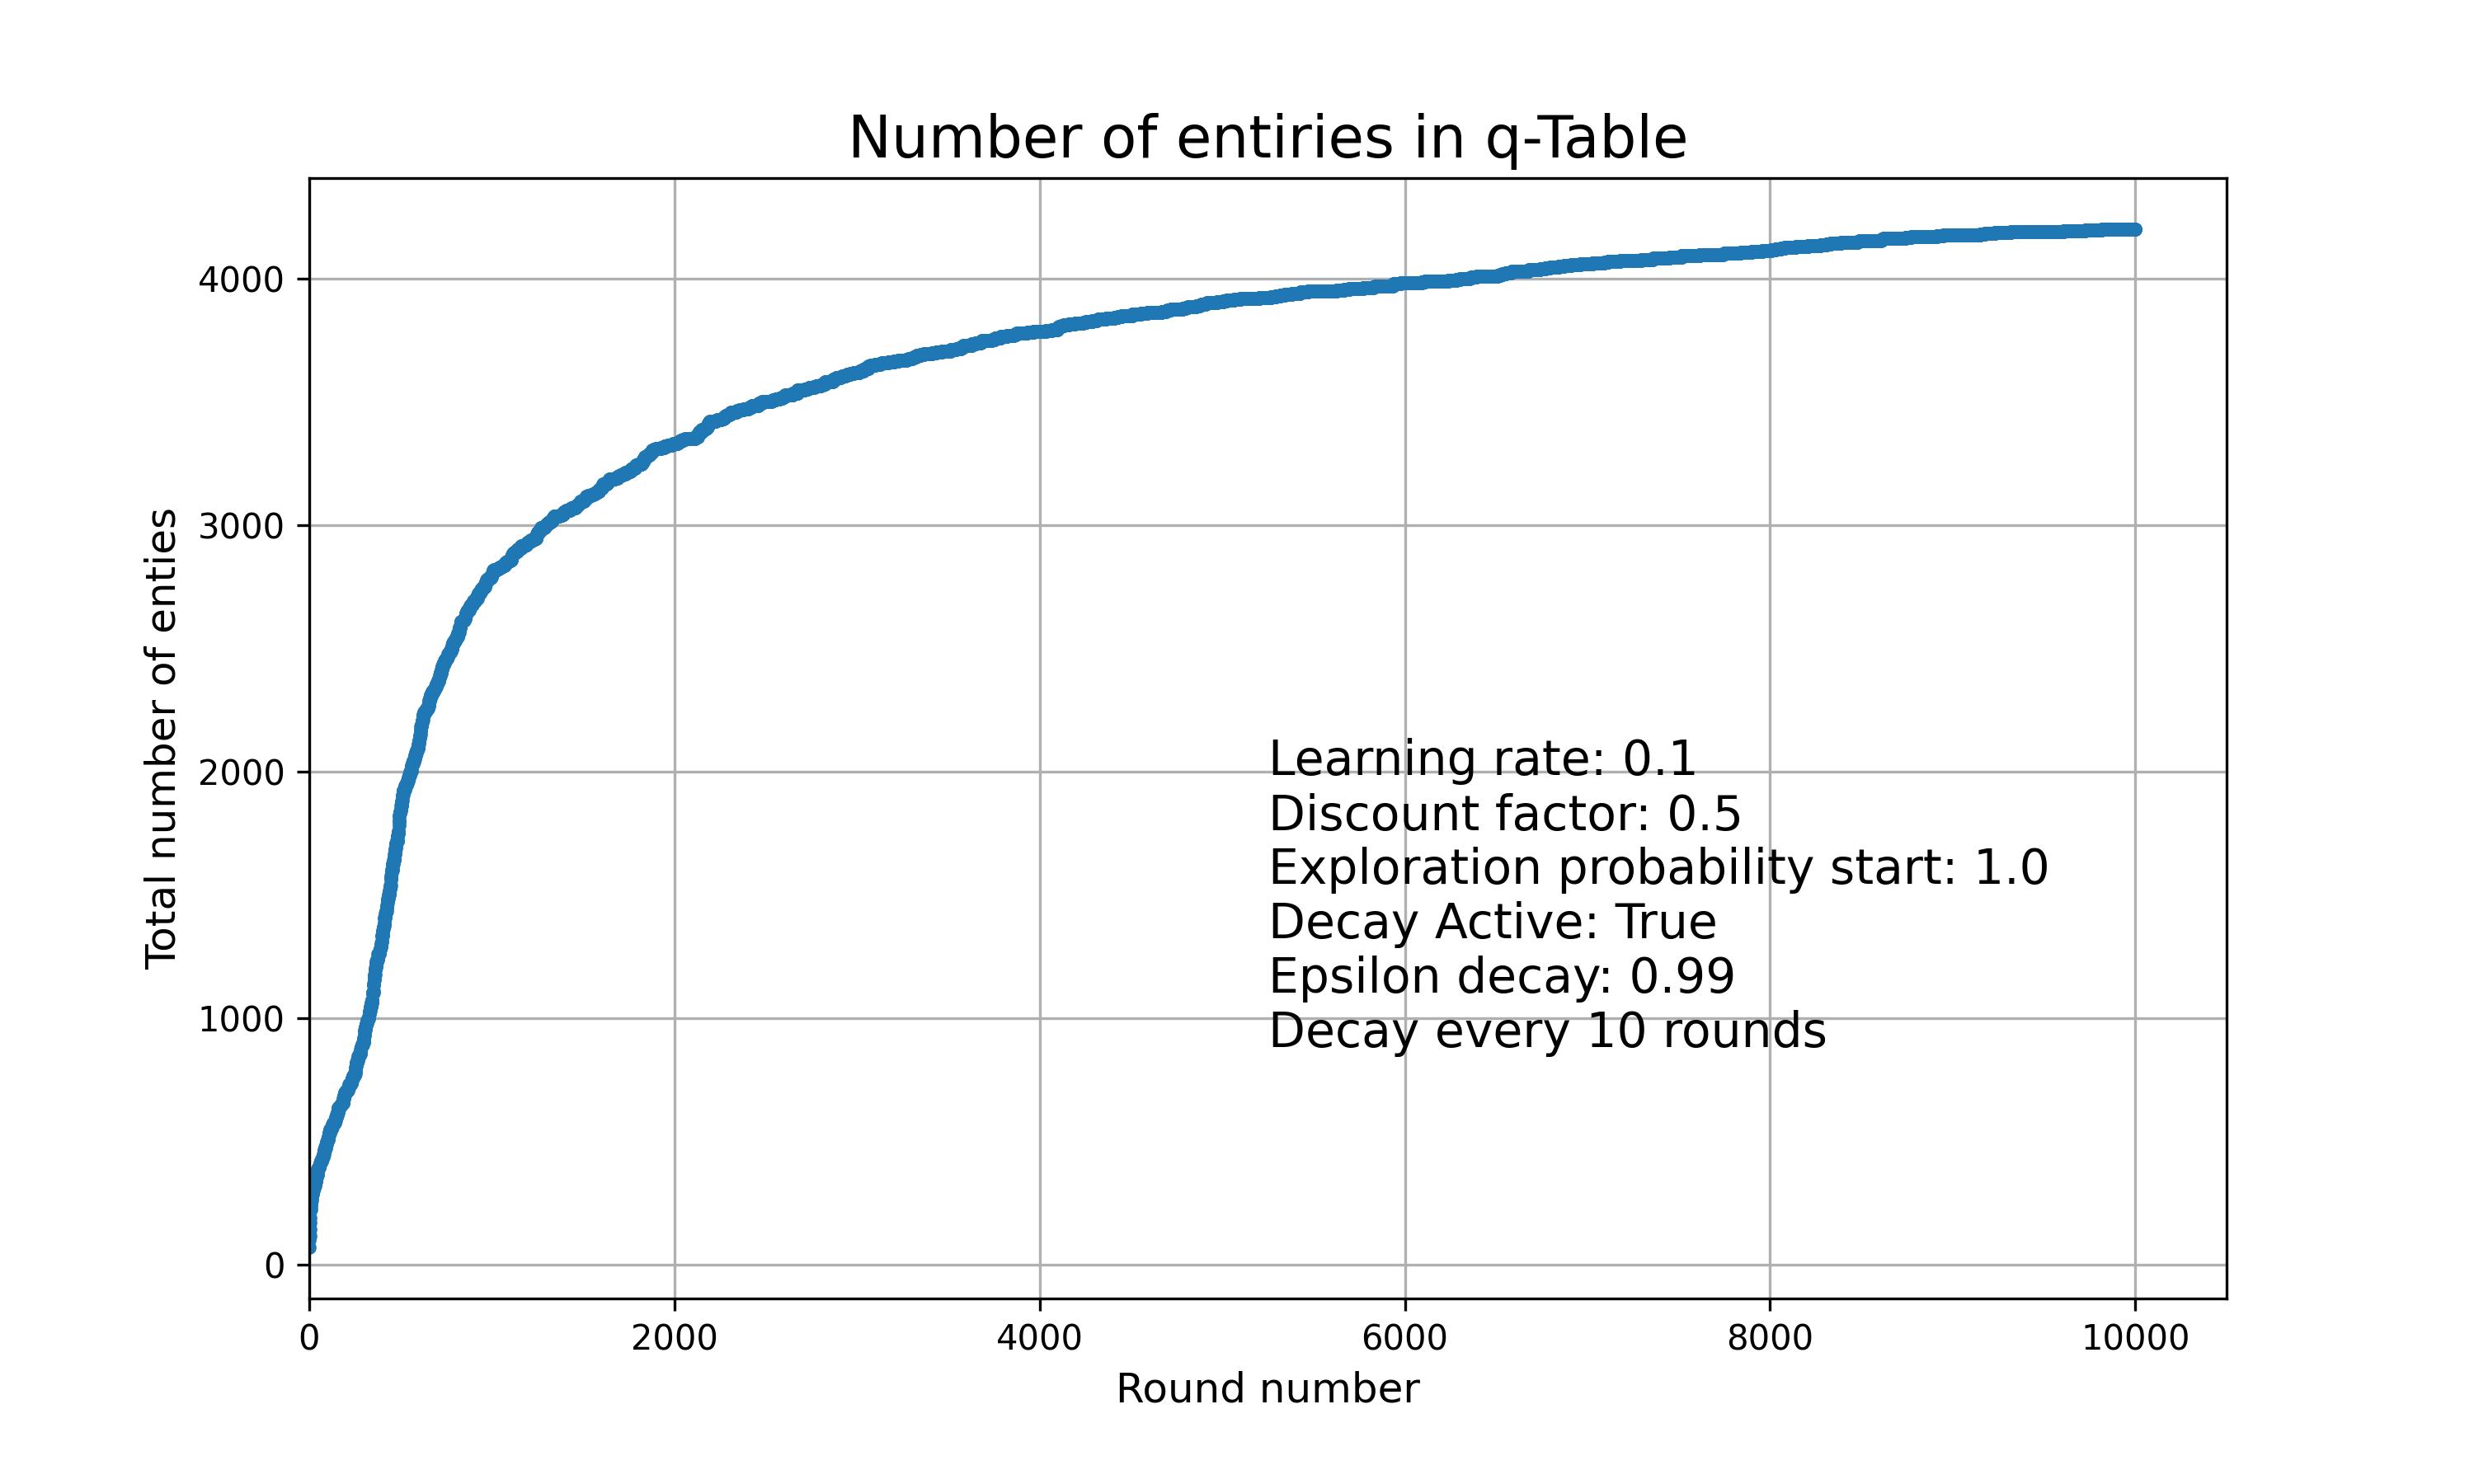 Number of entiries in q-Table
Total number of enties
4000
3000
2000
1000
0
Learning rate: 0.1
Discount factor: 0.5
Exploration probability start: 1.0
Decay Active: True
Epsilon decay: 0.99
Decay every 10 rounds
0 2000 4000 6000 8000 10000
Round number